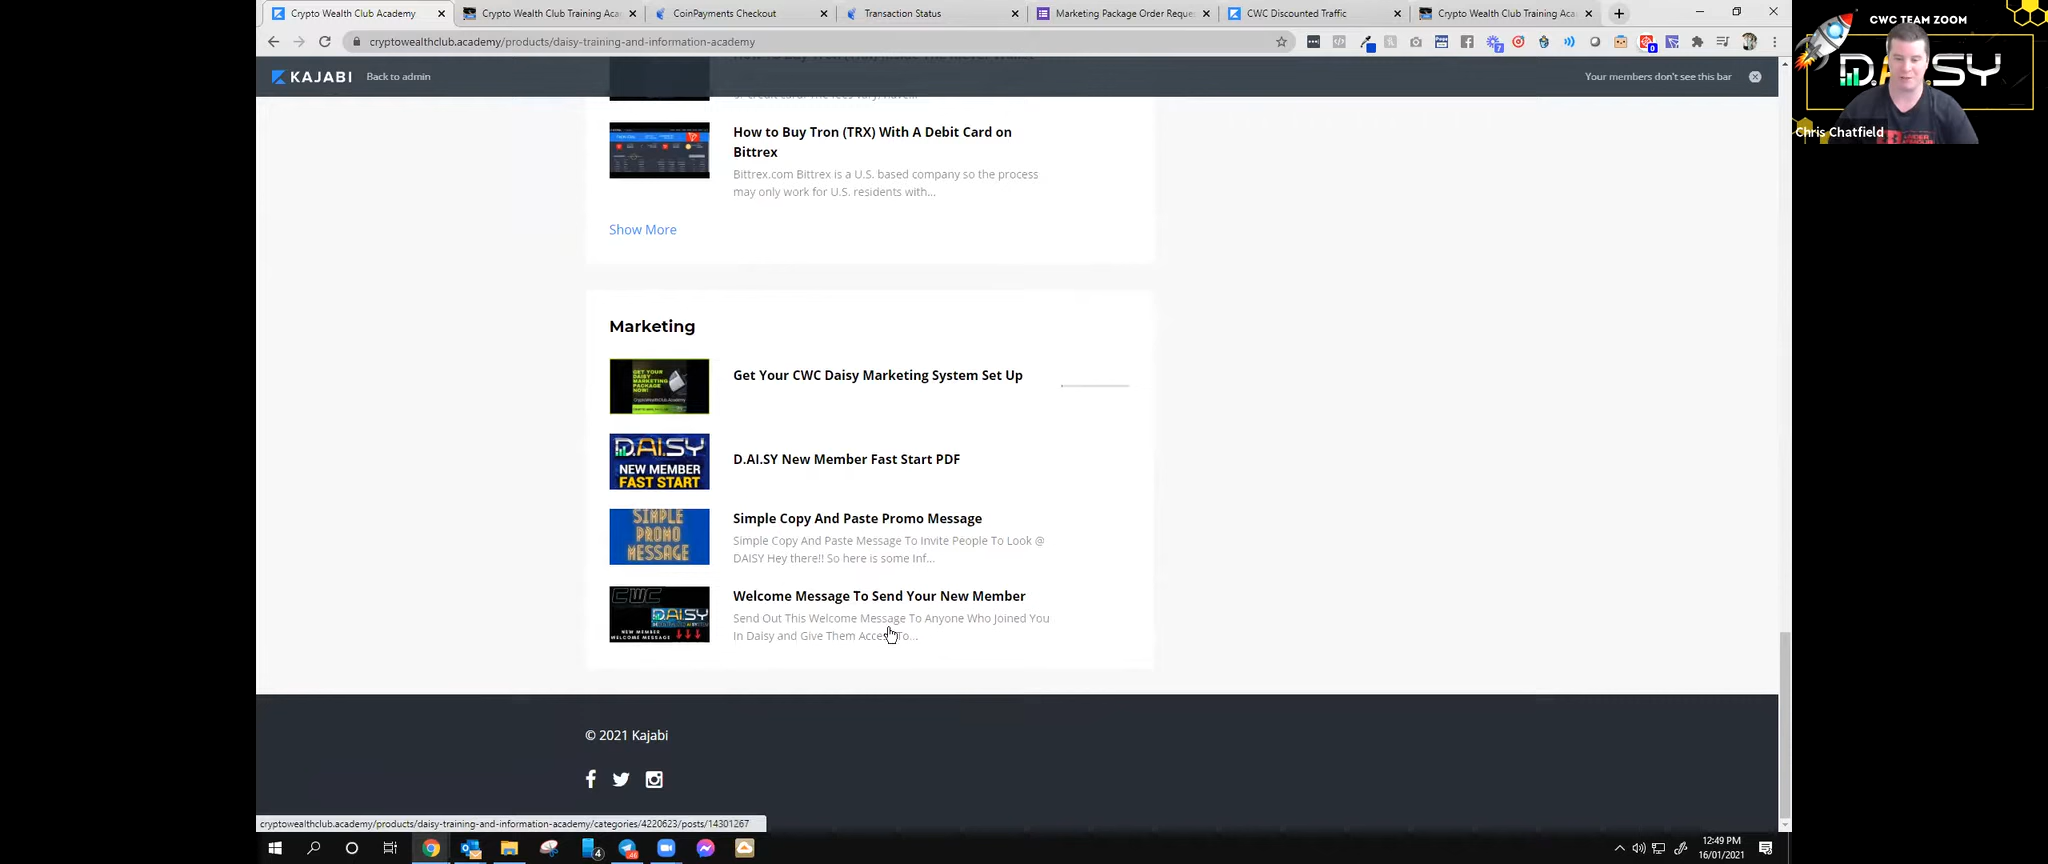 Crypto Wealth Club Academy
Crypto Wealth Club Training Aca
CoinPayments Checkout
Transaction Status
Marketing Package Order Reque
CWC Discounted Traffic
Crypto Wealth Club Training Aca
CWC TEAM ZOOM
cryptowealthclub.academy/products/daisy-training-and-information-academy
KAJABI
Back to admin
Your members don't see this bar
Chris Chatfield
How to Buy Tron (TRX) With A Debit Card on
Bittrex
Bittrex.com Bittrex is a U.S. based company so the process
may only work for U.S. residents with...
Show More
Marketing
GET YOUR
DAISY
MARKETING
PACKAGE
NOW!
Get Your CWC Daisy Marketing System Set Up
D.AI.SY
NEW MEMBER
FAST START
D.AI.SY New Member Fast Start PDF
SIMPLE
PROMO
MESSAGE
Simple Copy And Paste Promo Message
Simple Copy And Paste Message To Invite People To Look @
DAISY Hey there!! So here is some Inf...
CWC
D.AI.SY
NEW MEMBER
WELCOME MESSAGE
Welcome Message To Send Your New Member
Send Out This Welcome Message To Anyone Who Joined You
In Daisy and Give Them Access To...
© 2021 Kajabi
cryptowealthclub.academy/products/daisy-training-and-information-academy/categories/4220623/posts/14301267
12:49 PM
16/01/2021